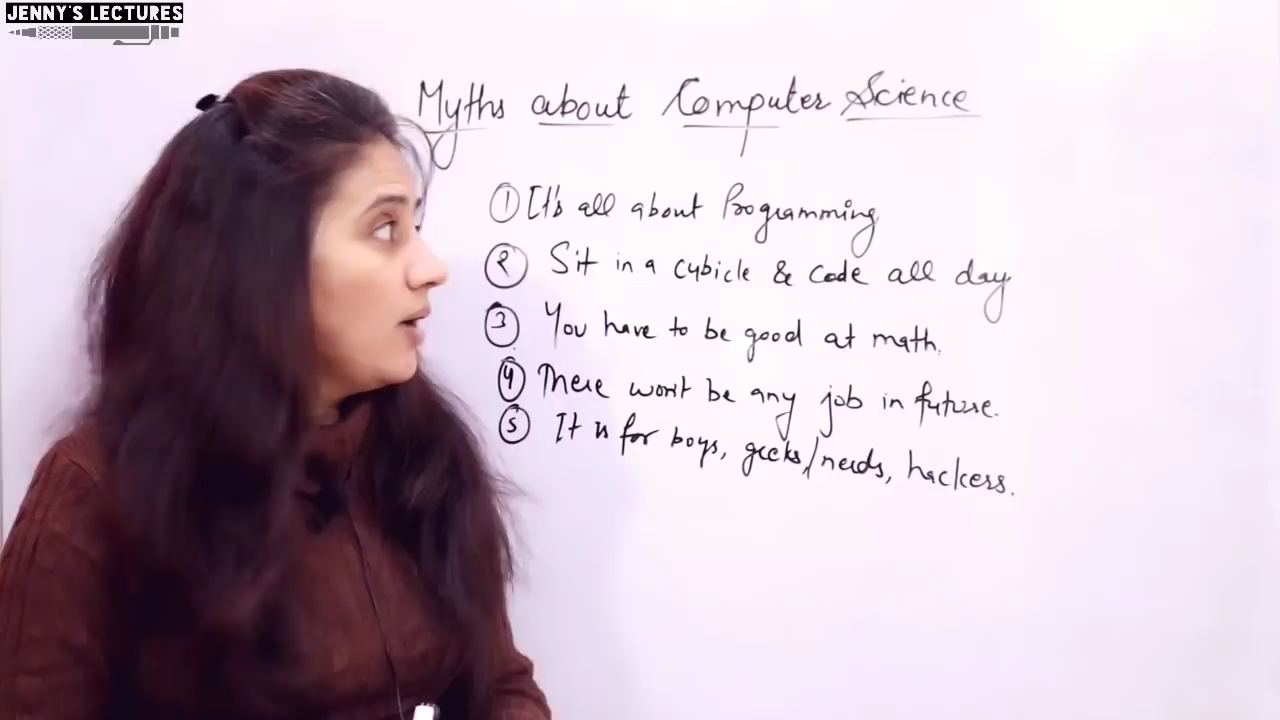 JENNY'S LECTURES
Myths about Computer Science
① It's all about Programming
② Sit in a cubicle & code all day
③ You have to be good at math.
④ There won't be any job in future.
⑤ It is for boys, geeks/nerds, hackers.